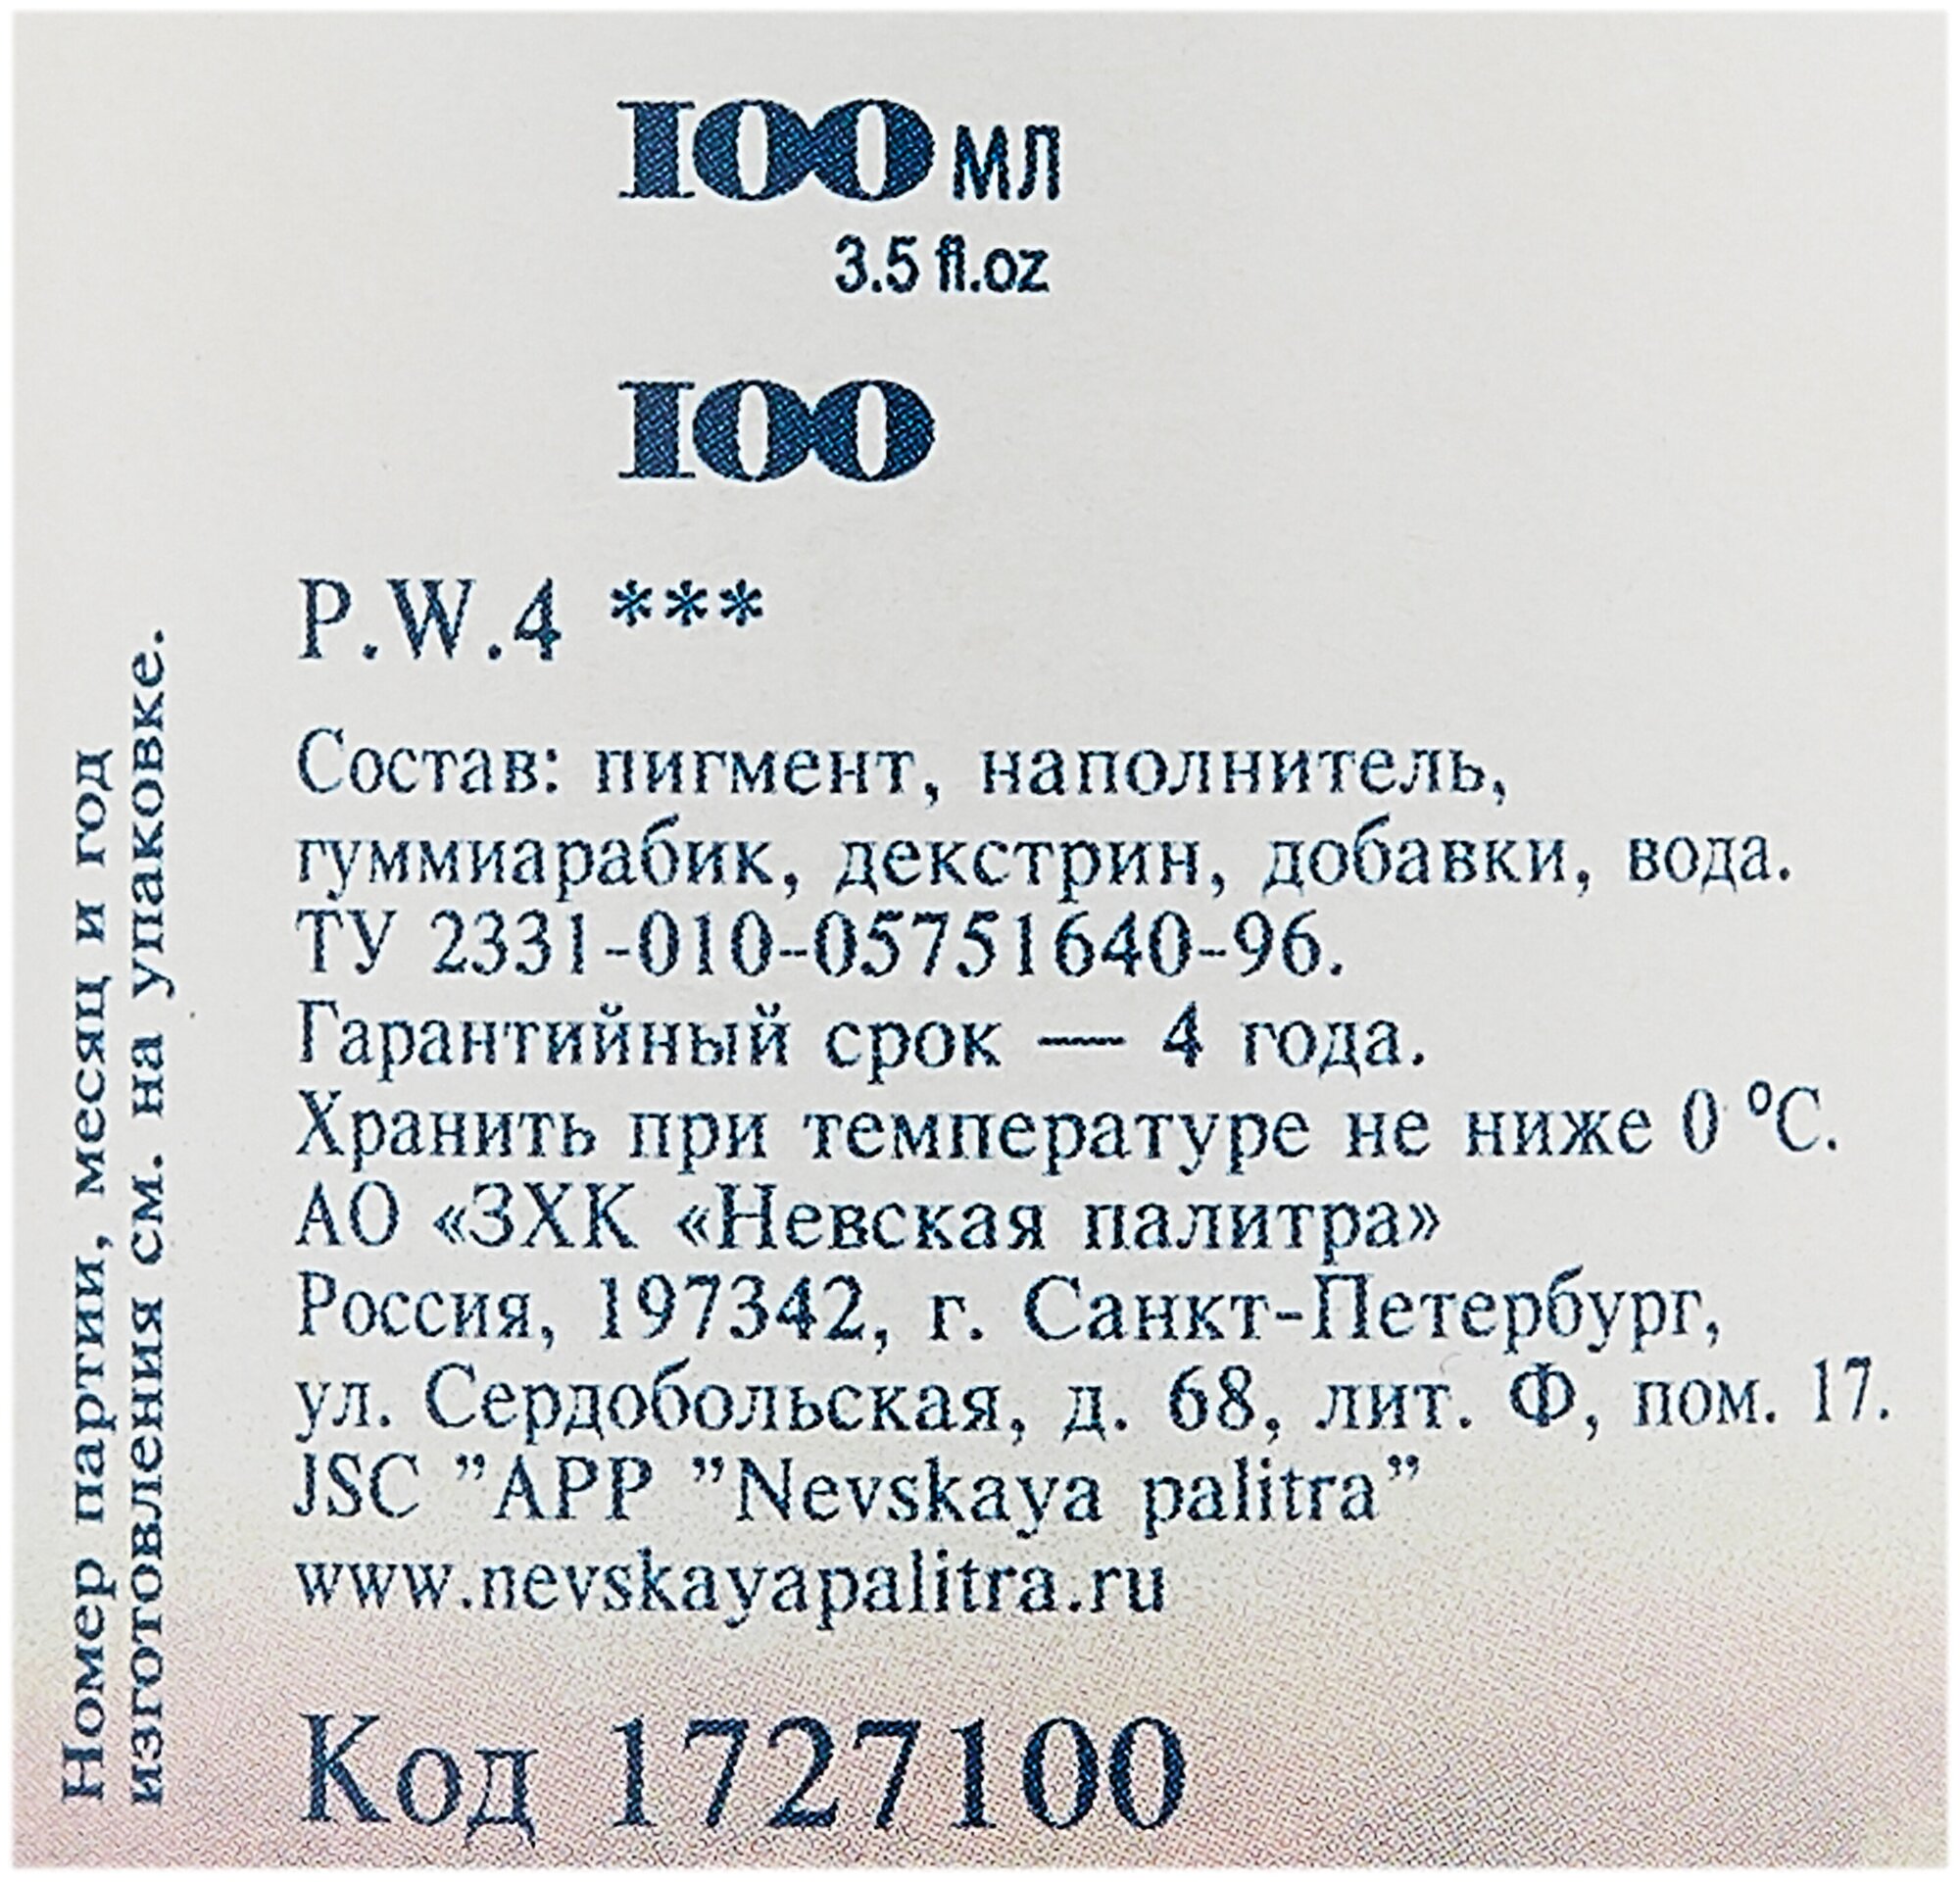 100 мл
3.5 fl.oz
100
P.W.4 ***
Состав: пигмент, наполнитель,
гуммиарабик, декстрин, добавки, вода.
ТУ 2331-010-05751640-96.
Гарантийный срок — 4 года.
Хранить при температуре не ниже 0 °C.
АО «ЗХК «Невская палитра»
Россия, 197342, г. Санкт-Петербург,
ул. Сердобольская, д. 68, лит. Ф, пом. 17.
JSC ”APP ”Nevskaya palitra”
www.nevskayapalitra.ru
Код 1727100
Номер партии, месяц и год
изготовления см. на упаковке.